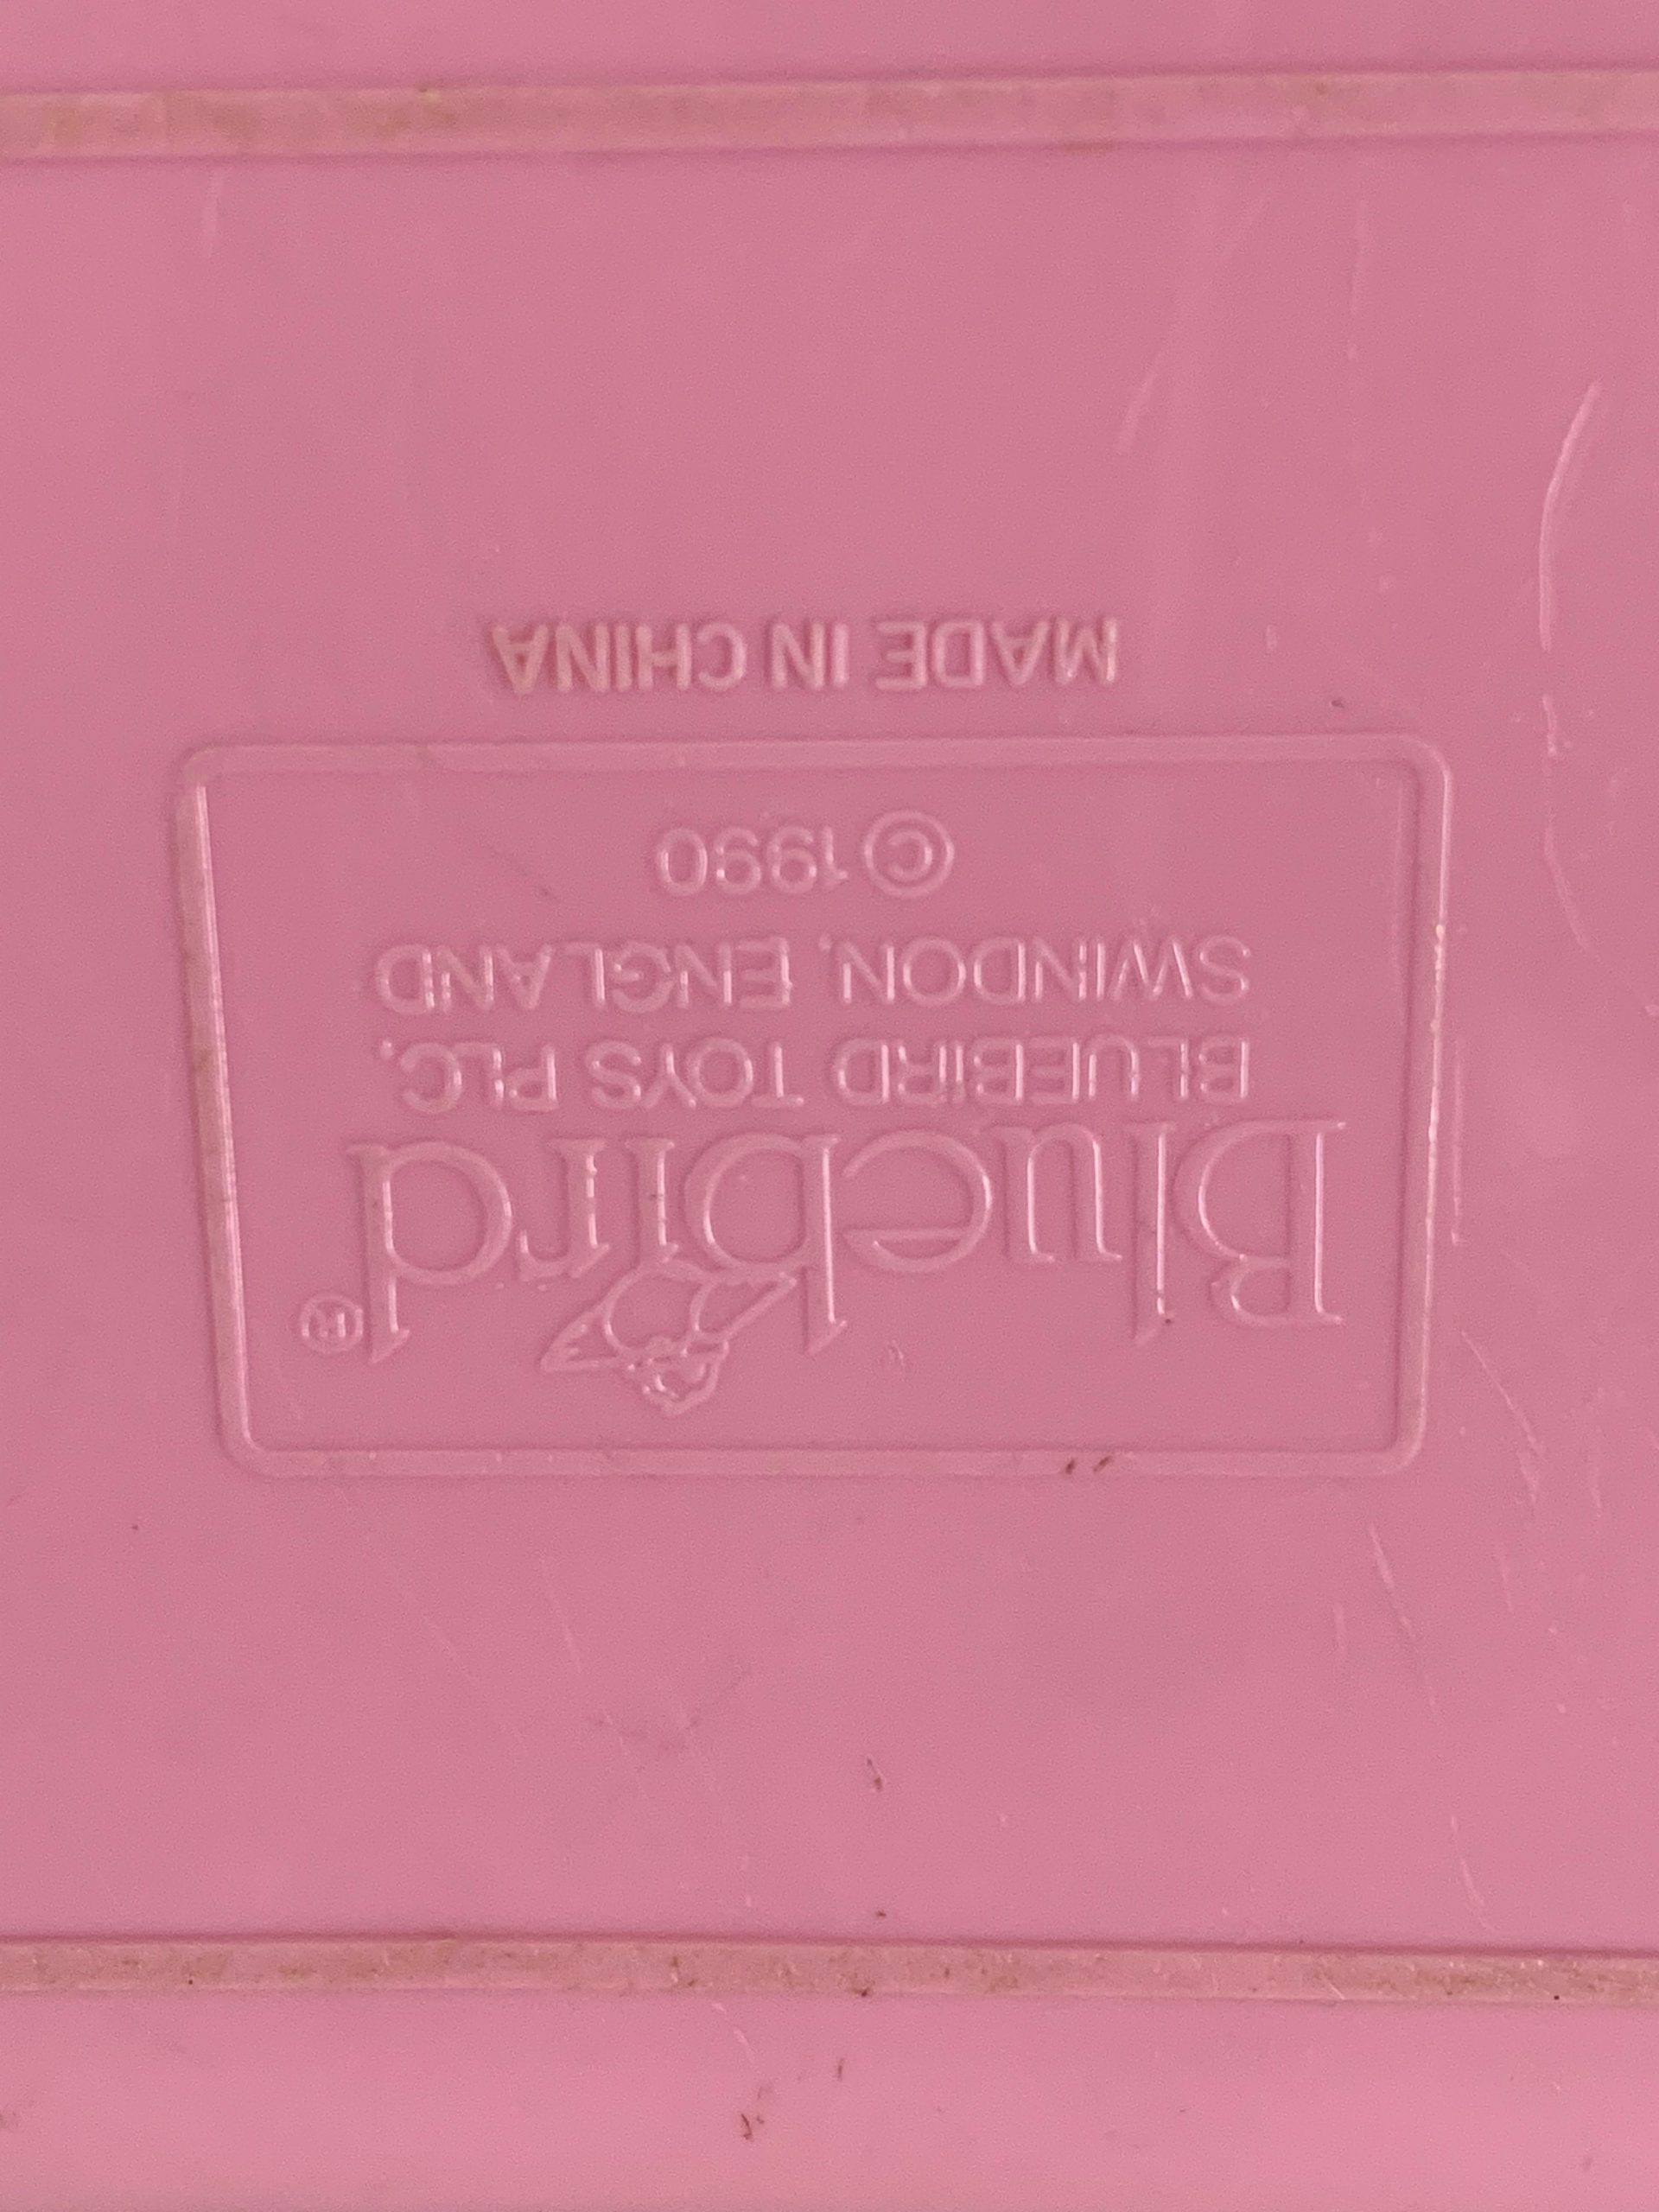 Bluebird®
BLUEBIRD TOYS PLC.
SWINDON, ENGLAND
©1990
MADE IN CHINA